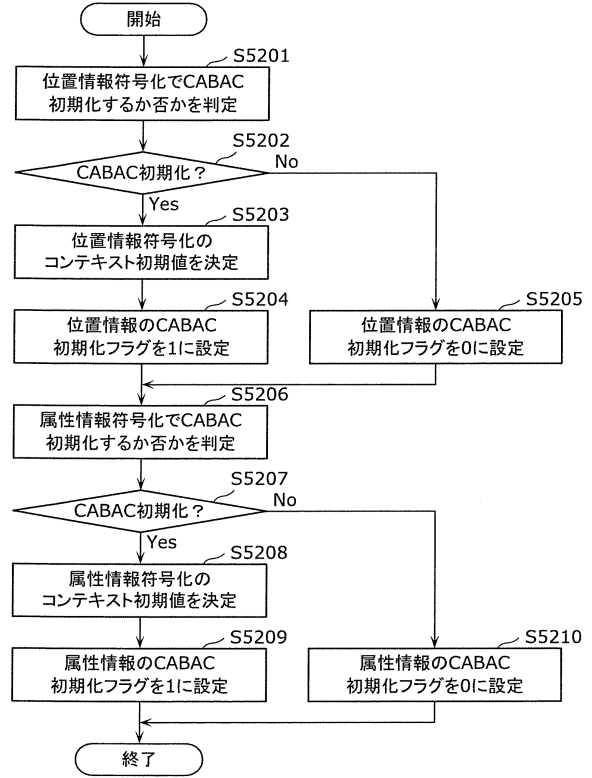 開始
S5201
位置情報符号化でCABAC
初期化するか否かを判定
S5202
CABAC初期化？
No
Yes
S5203
位置情報符号化の
コンテキスト初期値を決定
S5204
位置情報のCABAC
初期化フラグを1に設定
S5205
位置情報のCABAC
初期化フラグを0に設定
S5206
属性情報符号化でCABAC
初期化するか否かを判定
S5207
CABAC初期化？
No
Yes
S5208
属性情報符号化の
コンテキスト初期値を決定
S5209
属性情報のCABAC
初期化フラグを1に設定
S5210
属性情報のCABAC
初期化フラグを0に設定
終了